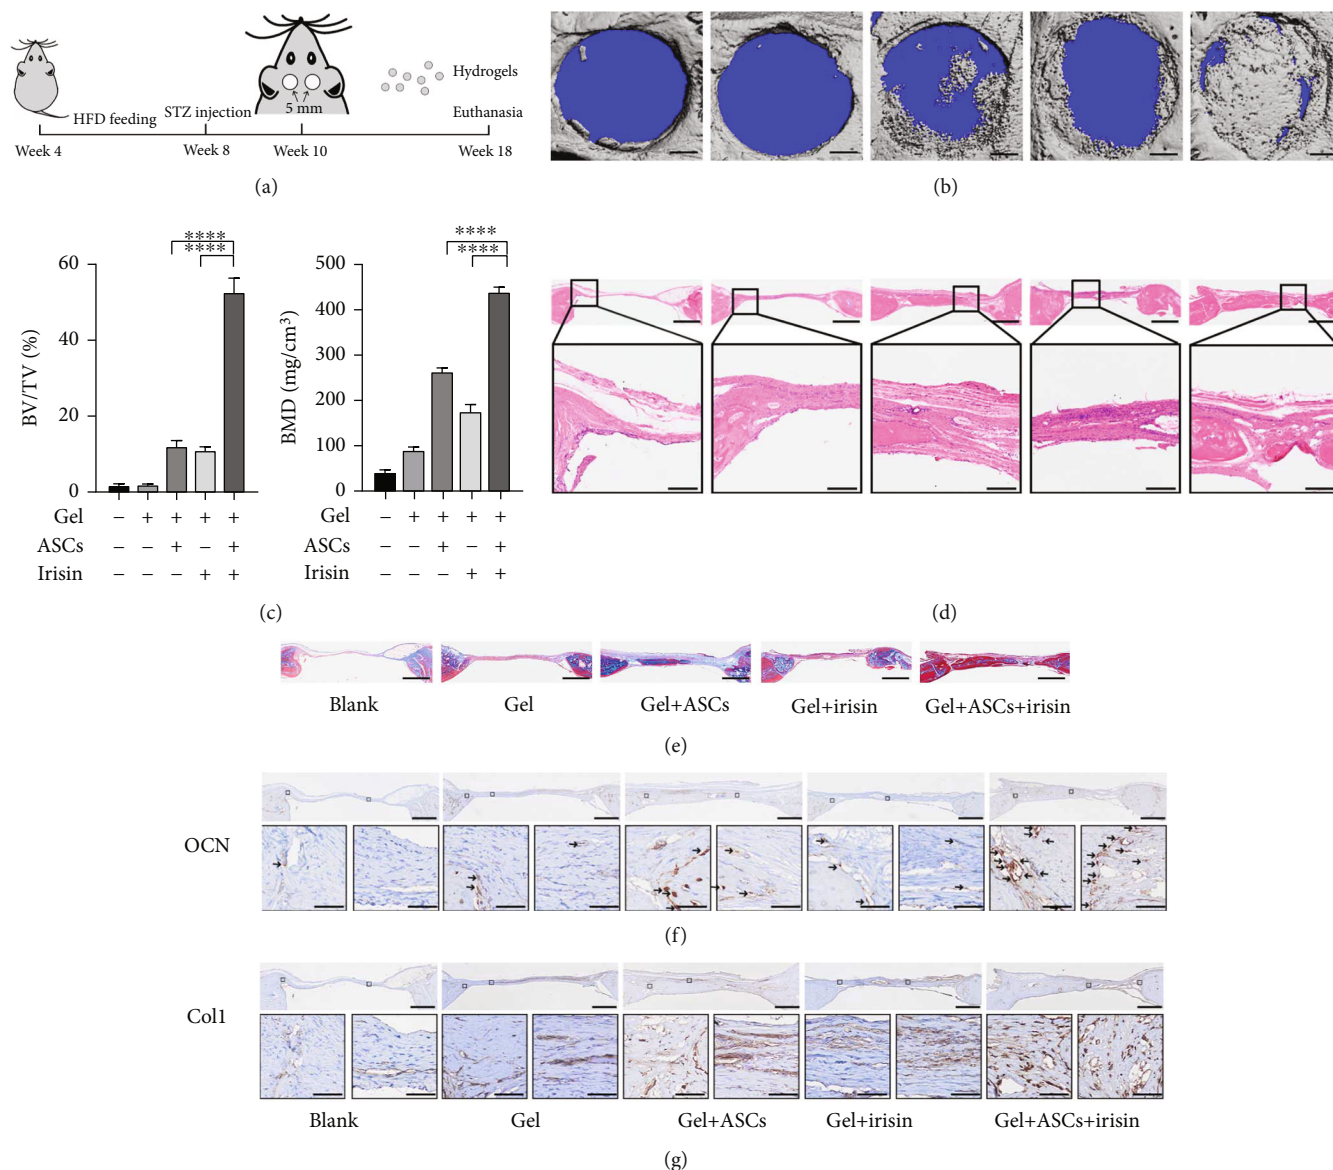 5 mm
Hydrogels
HFD feeding
STZ injection
Euthanasia
Week 4
Week 8
Week 10
Week 18
(a)
(b)
****
****
BV/TV (%)
60
40
20
0
Gel – + + + +
ASCs – – + – +
Irisin – – – + +
****
****
BMD (mg/cm³)
500
400
300
200
100
0
Gel – + + + +
ASCs – – + – +
Irisin – – – + +
(c)
(d)
Blank
Gel
Gel+ASCs
Gel+irisin
Gel+ASCs+irisin
(e)
OCN
(f)
Col1
Blank
Gel
Gel+ASCs
Gel+irisin
Gel+ASCs+irisin
(g)